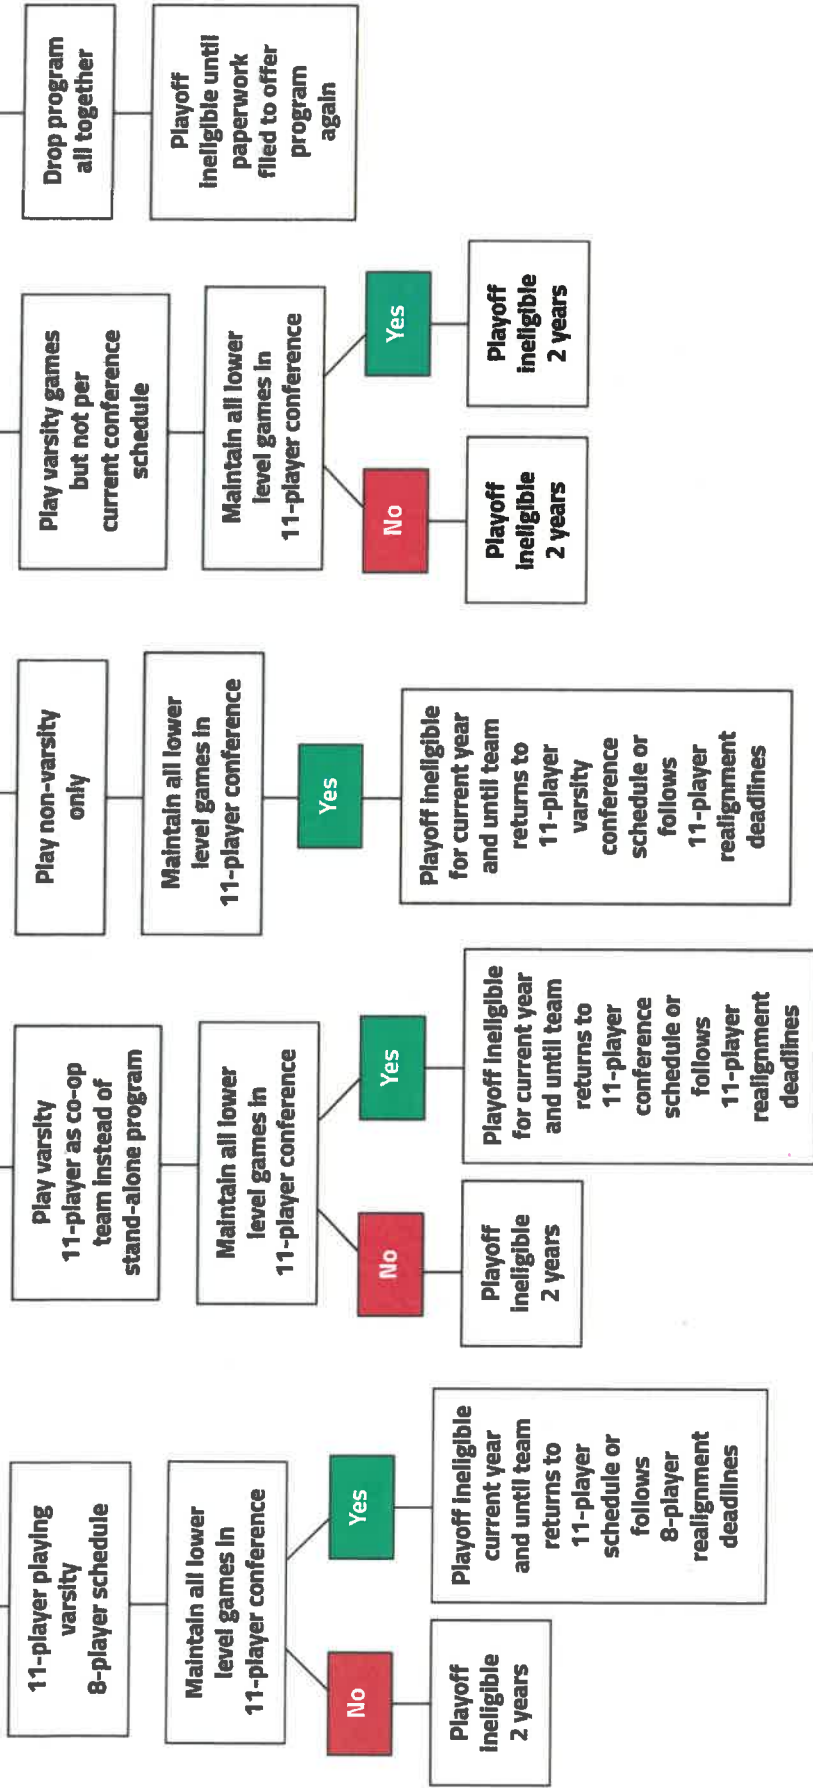 11-player playing
varsity
8-player schedule
Maintain all lower
level games in
11-player conference
No
Playoff
ineligible
2 years
Yes
Playoff ineligible
current year
and until team
returns to
11-player
schedule or
follows
8-player
realignment
deadlines
Play varsity
11-player as co-op
team instead of
stand-alone program
Maintain all lower
level games in
11-player conference
No
Playoff
ineligible
2 years
Yes
Playoff ineligible
for current year
and until team
returns to
11-player
conference
schedule or
follows
11-player
realignment
deadlines
Play non-varsity
only
Maintain all lower
level games in
11-player conference
Yes
Playoff ineligible
for current year
and until team
returns to
11-player
varsity
conference
schedule or
follows
11-player
realignment
deadlines
Play varsity games
but not per
current conference
schedule
Maintain all lower
level games in
11-player conference
No
Playoff
ineligible
2 years
Yes
Playoff
ineligible
2 years
Drop program
all together
Playoff
ineligible until
paperwork
filed to offer
program
again